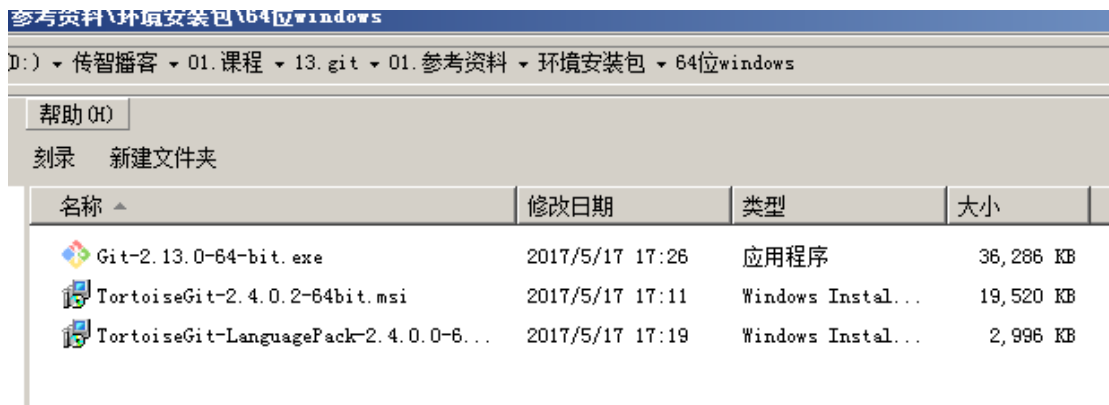 参考资料\环境安装包\64位windows
D:) ▾ 传智播客 ▾ 01.课程 ▾ 13.git ▾ 01.参考资料 ▾ 环境安装包 ▾ 64位windows
帮助(H)
刻录 新建文件夹
名称 修改日期 类型 大小
Git-2.13.0-64-bit.exe 2017/5/17 17:26 应用程序 36,286 KB
TortoiseGit-2.4.0.2-64bit.msi 2017/5/17 17:11 Windows Instal... 19,520 KB
TortoiseGit-LanguagePack-2.4.0.0-6... 2017/5/17 17:19 Windows Instal... 2,996 KB